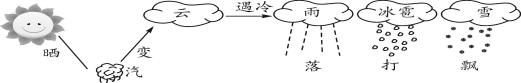 云 遇冷 雨 冰雹 雪
晒 变
汽 落 打 飘